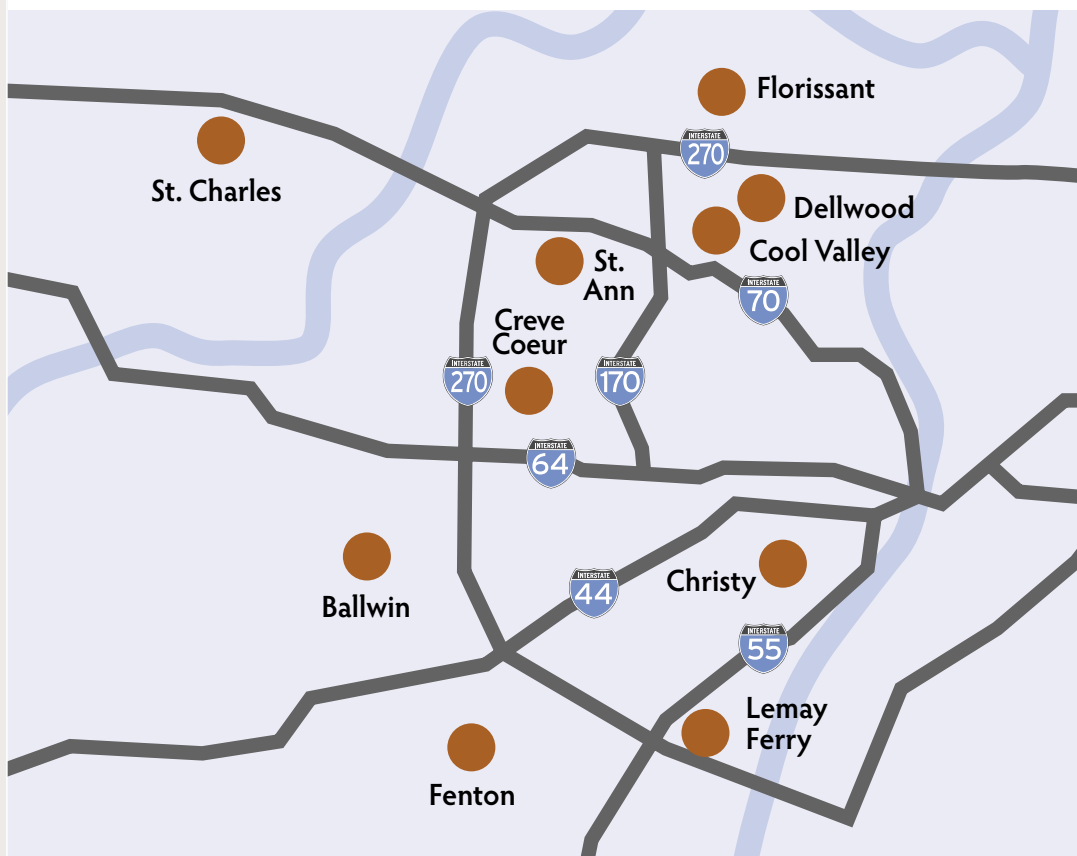 Florissant
INTERSTATE
270
St. Charles
Dellwood
Cool Valley
St.
Ann
INTERSTATE
70
Creve
Coeur
INTERSTATE
270
INTERSTATE
170
INTERSTATE
64
Christy
INTERSTATE
44
Ballwin
INTERSTATE
55
Lemay
Ferry
Fenton